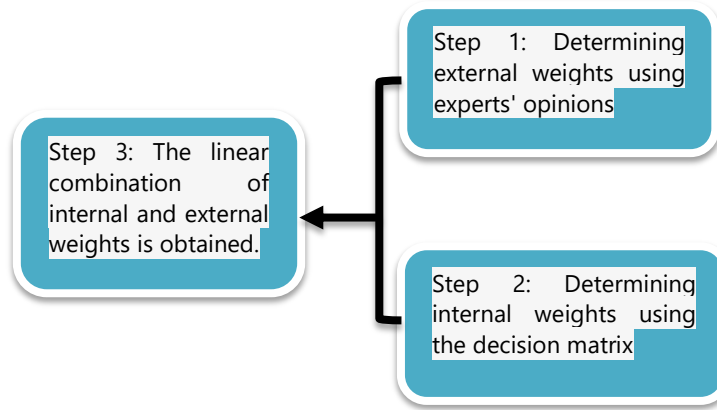 Step 1: Determining
external weights using
experts' opinions
Step 3: The linear
combination of
internal and external
weights is obtained.
Step 2: Determining
internal weights using
the decision matrix